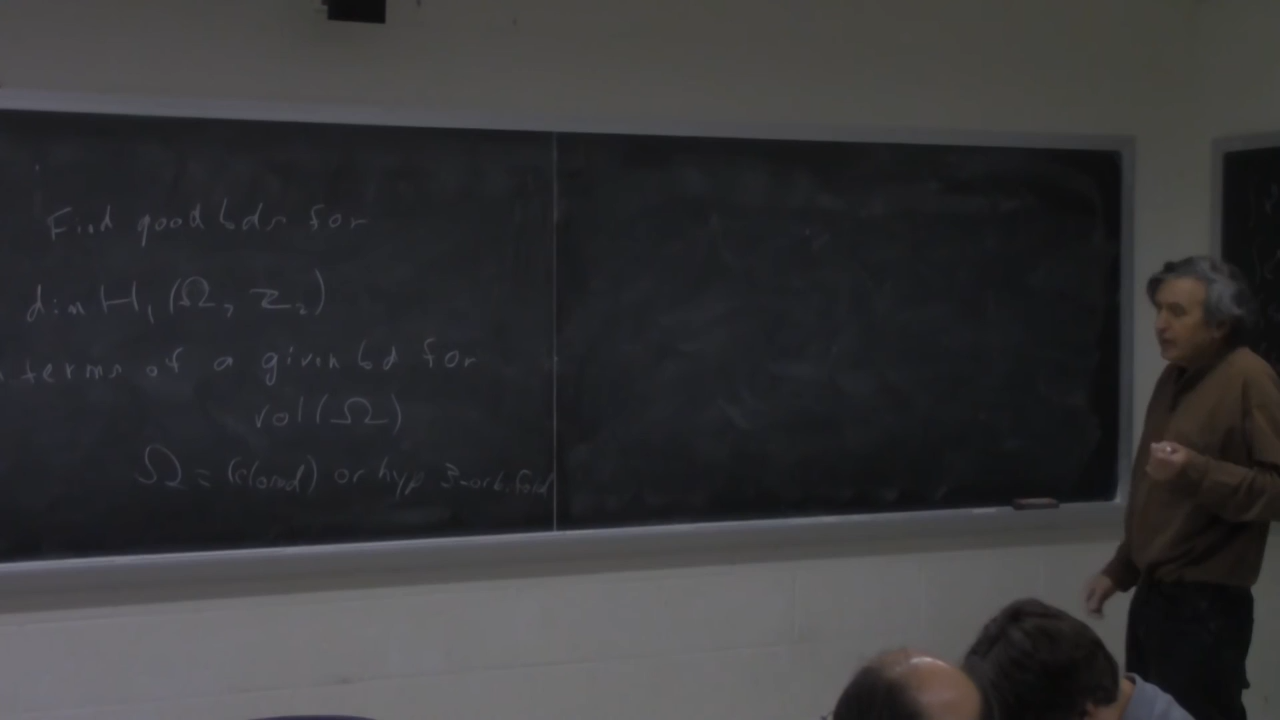 Find good bds for
dim H₁(Ω, Z₂)
terms of a given bd for
vol(Ω)
Ω = (closed) or hyp 3-orbifold